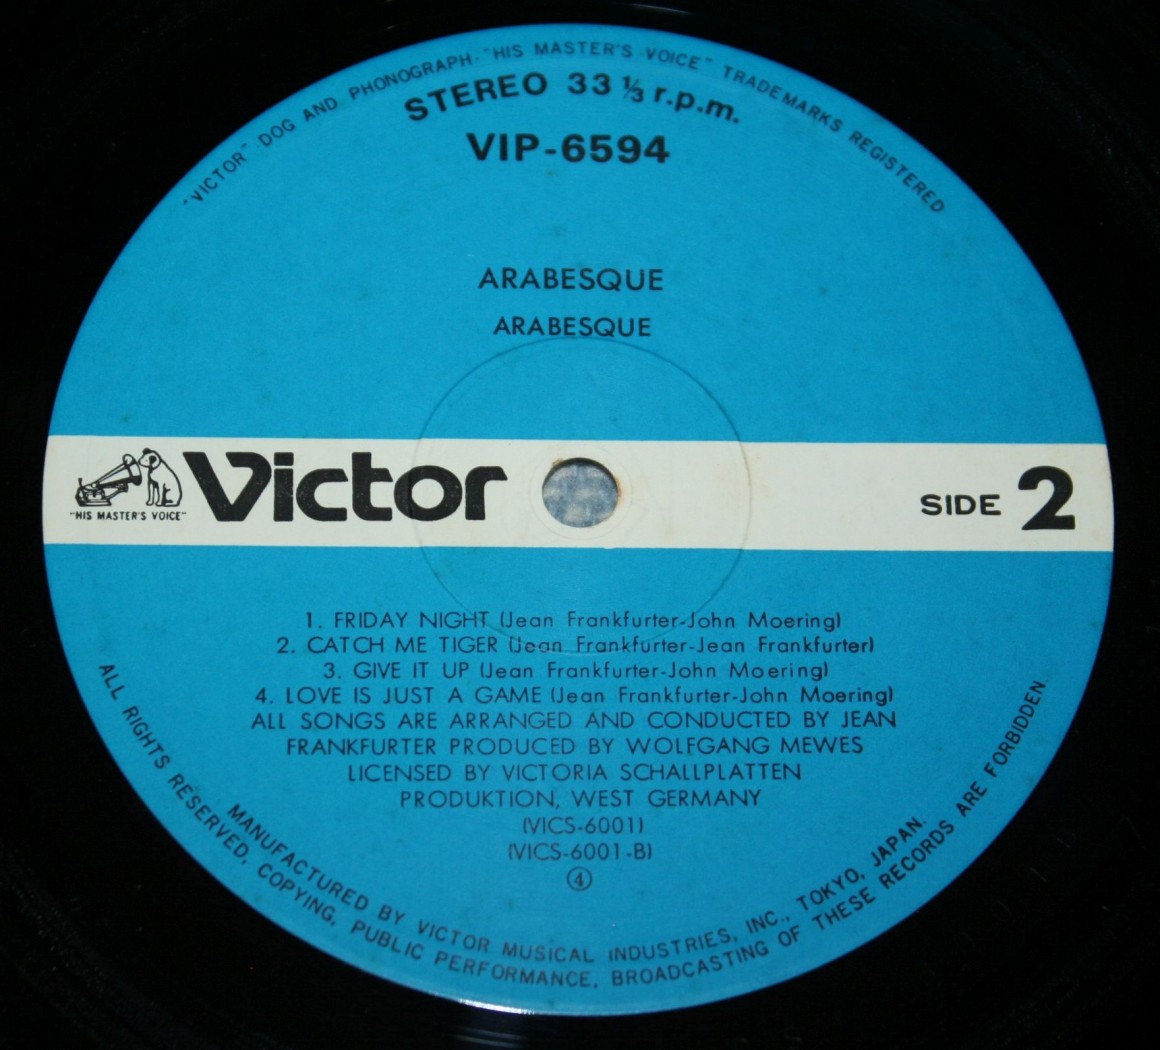 "VICTOR" DOG AND PHONOGRAPH-"HIS MASTER'S VOICE" TRADEMARKS REGISTERED
STEREO 33 ⅓ r.p.m.
VIP-6594
ARABESQUE
ARABESQUE
Victor
"HIS MASTER'S VOICE"
SIDE 2
1. FRIDAY NIGHT (Jean Frankfurter-John Moering)
2. CATCH ME TIGER (Jean Frankfurter-Jean Frankfurter)
3. GIVE IT UP (Jean Frankfurter-John Moering)
4. LOVE IS JUST A GAME (Jean Frankfurter-John Moering)
ALL SONGS ARE ARRANGED AND CONDUCTED BY JEAN
FRANKFURTER PRODUCED BY WOLFGANG MEWES
LICENSED BY VICTORIA SCHALLPLATTEN
PRODUKTION, WEST GERMANY
(VICS-6001)
(VICS-6001-B)
④
MANUFACTURED BY VICTOR MUSICAL INDUSTRIES, INC., TOKYO, JAPAN.
ALL RIGHTS RESERVED. COPYING, PUBLIC PERFORMANCE, BROADCASTING OF THESE RECORDS ARE FORBIDDEN.